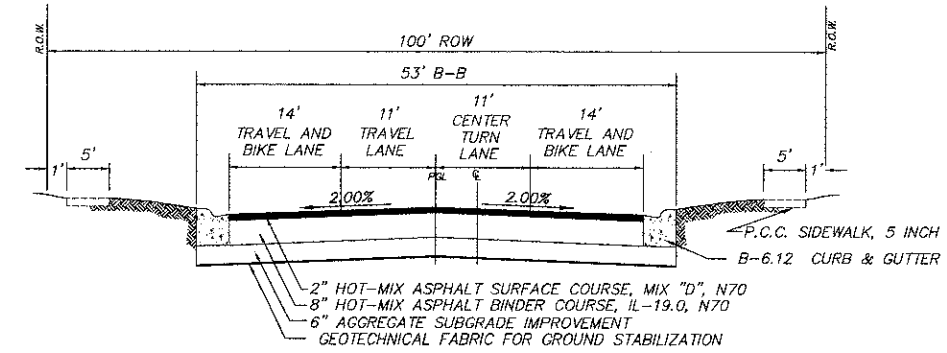 R.O.W.
R.O.W.
100' ROW
53' B-B
14'
TRAVEL AND
BIKE LANE
11'
TRAVEL
LANE
11'
CENTER
TURN
LANE
14'
TRAVEL AND
BIKE LANE
1'
5'
5'
1'
PGL
℄
2.00%
2.00%
P.C.C. SIDEWALK, 5 INCH
B-6.12 CURB & GUTTER
2" HOT-MIX ASPHALT SURFACE COURSE, MIX "D", N70
8" HOT-MIX ASPHALT BINDER COURSE, IL-19.0, N70
6" AGGREGATE SUBGRADE IMPROVEMENT
GEOTECHNICAL FABRIC FOR GROUND STABILIZATION